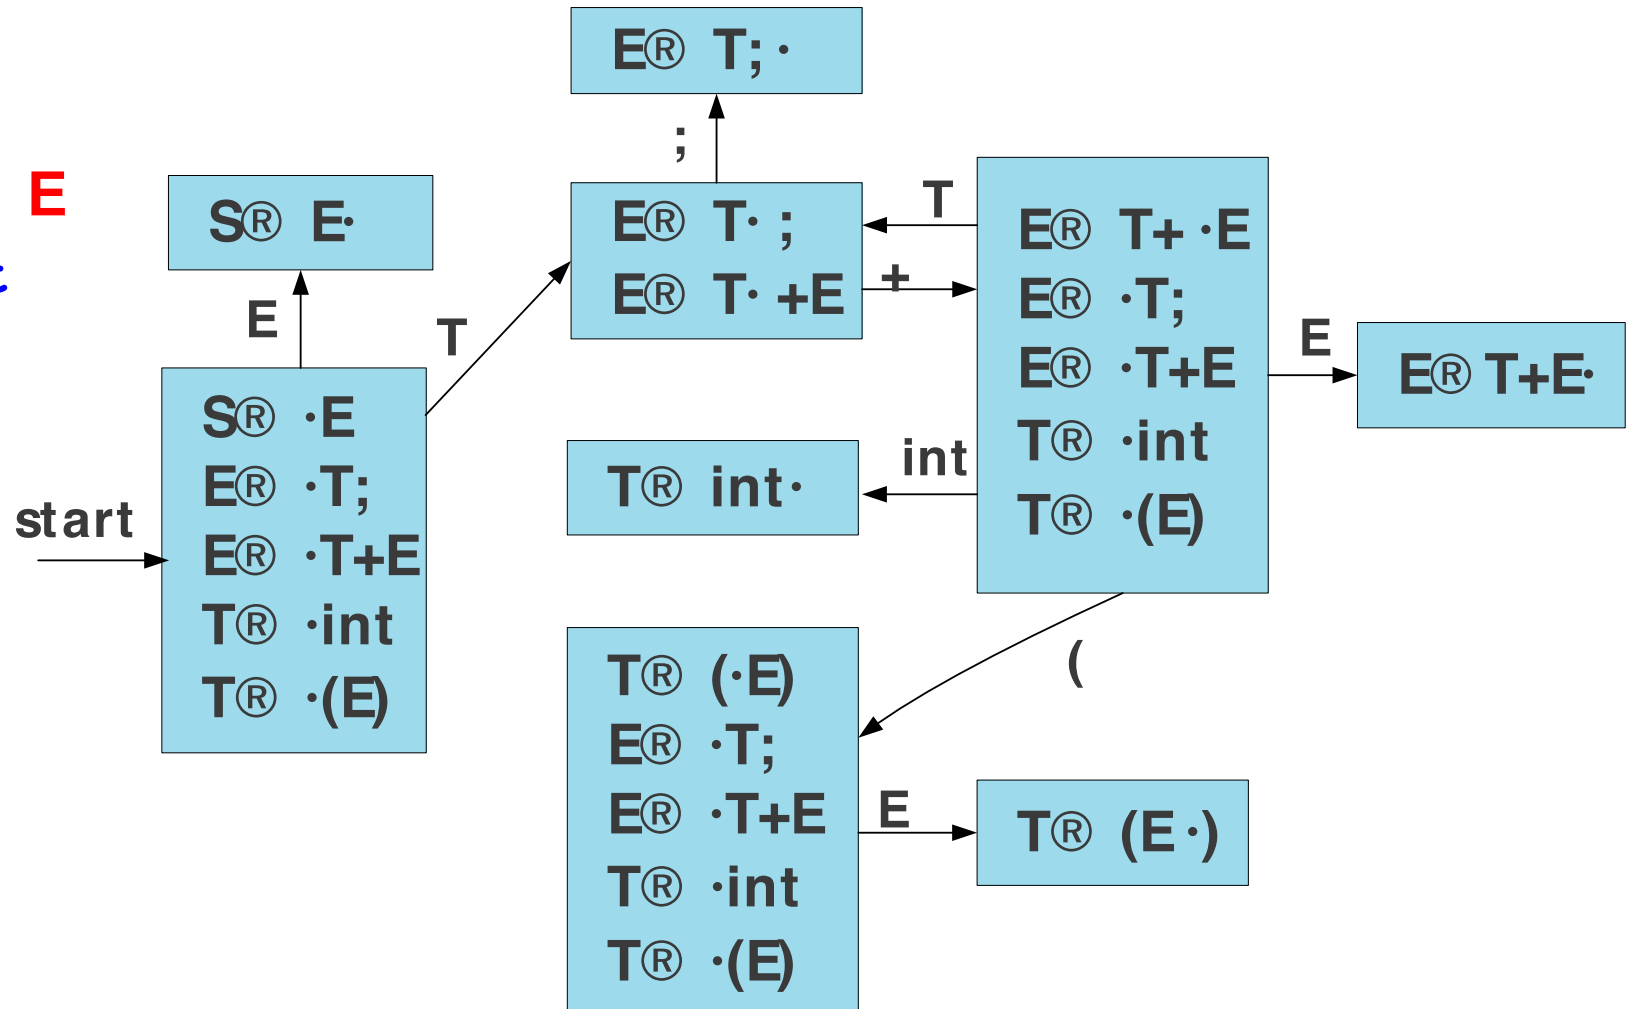 E® T;·
;
E
S® E·
E® T· ;
E® T· +E
T
+
E® T+ ·E
E® ·T;
E® ·T+E
T® ·int
T® ·(E)
E
T
E
E® T+E·
start
S® ·E
E® ·T;
E® ·T+E
T® ·int
T® ·(E)
T® int·
int
(
T® (·E)
E® ·T;
E® ·T+E
T® ·int
T® ·(E)
E
T® (E·)